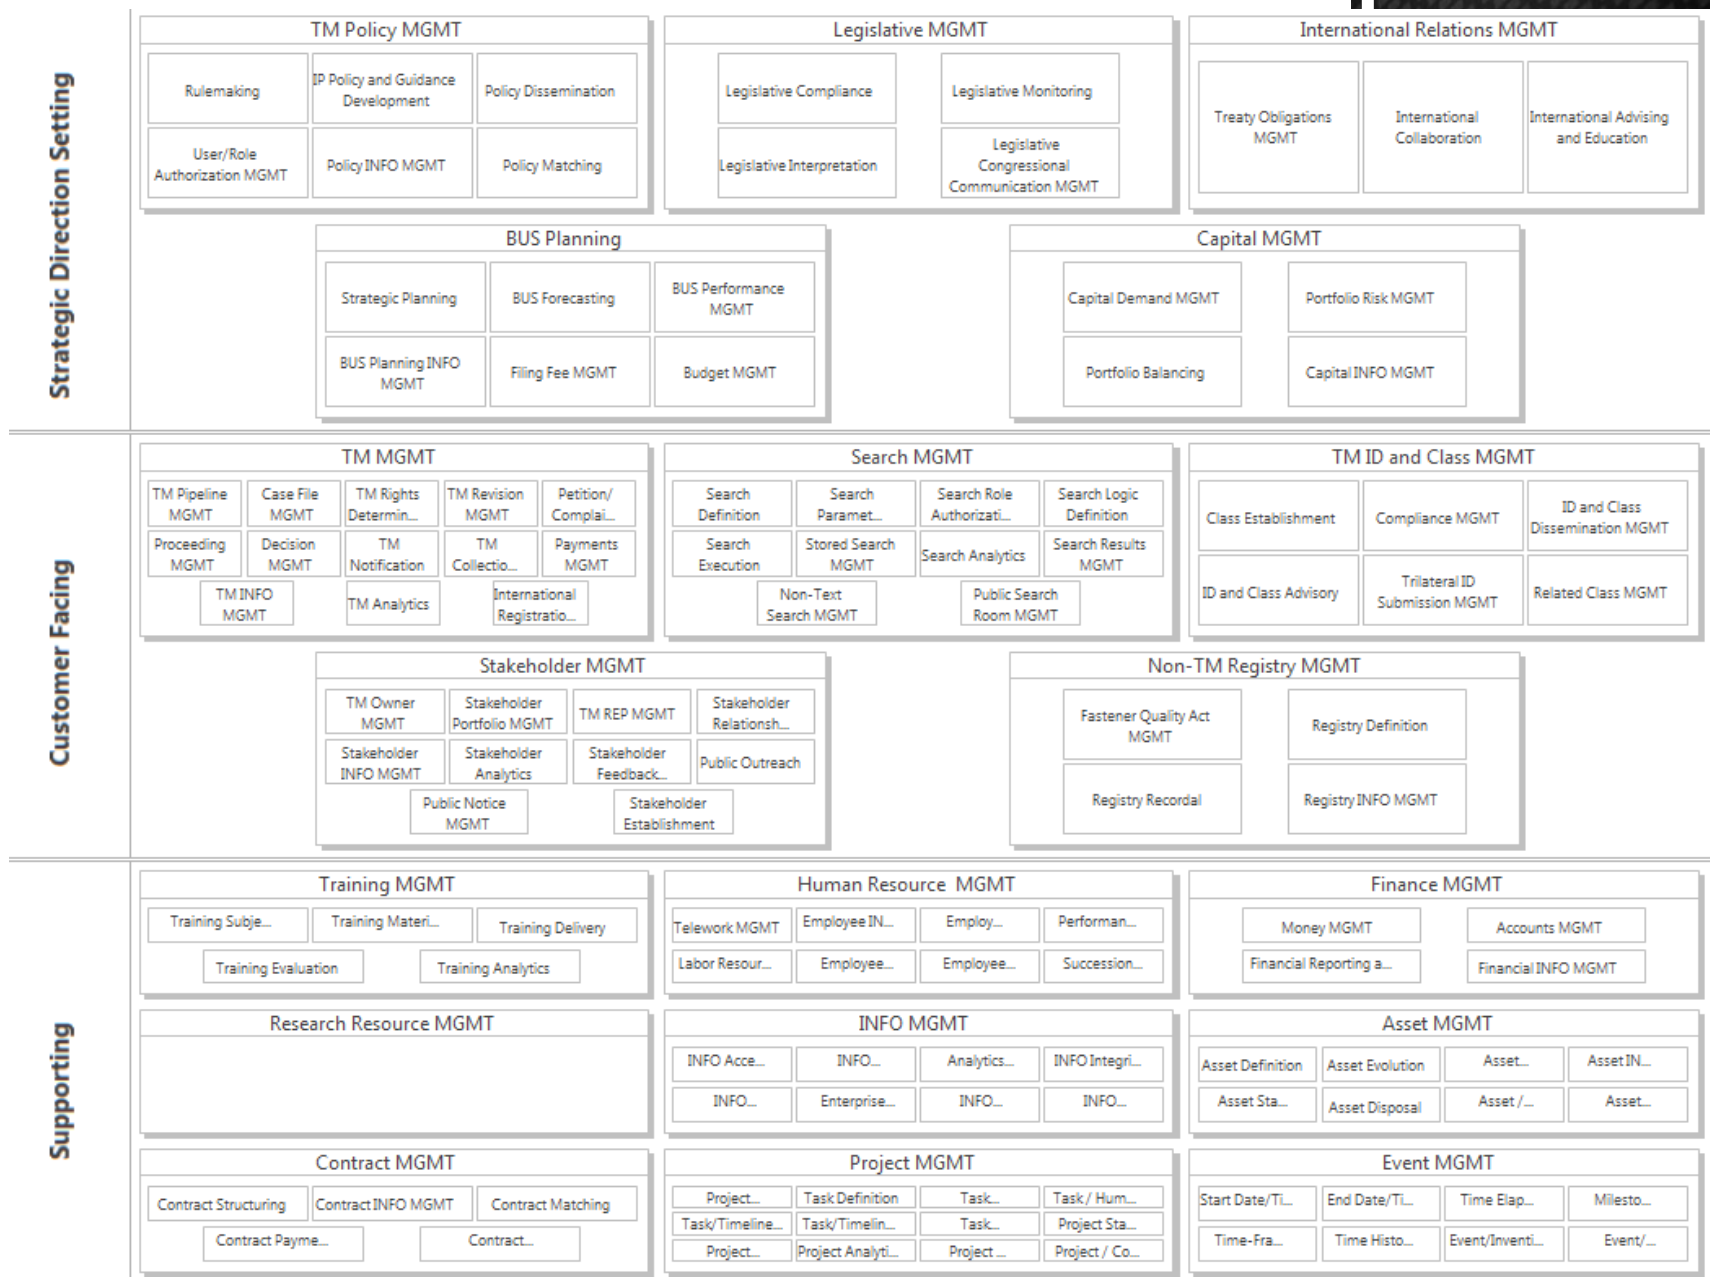 Strategic Direction Setting
TM Policy MGMT
Rulemaking
IP Policy and Guidance
Development
Policy Dissemination
User/Role
Authorization MGMT
Policy INFO MGMT
Policy Matching
Legislative MGMT
Legislative Compliance
Legislative Monitoring
Legislative Interpretation
Legislative
Congressional
Communication MGMT
International Relations MGMT
Treaty Obligations
MGMT
International
Collaboration
International Advising
and Education
BUS Planning
Strategic Planning
BUS Forecasting
BUS Performance
MGMT
BUS Planning INFO
MGMT
Filing Fee MGMT
Budget MGMT
Capital MGMT
Capital Demand MGMT
Portfolio Risk MGMT
Portfolio Balancing
Capital INFO MGMT
Customer Facing
TM MGMT
TM Pipeline
MGMT
Case File
MGMT
TM Rights
Determin...
TM Revision
MGMT
Petition/
Complai...
Proceeding
MGMT
Decision
MGMT
TM
Notification
TM
Collectio...
Payments
MGMT
TM INFO
MGMT
TM Analytics
International
Registratio...
Search MGMT
Search
Definition
Search
Paramet...
Search Role
Authorizati...
Search Logic
Definition
Search
Execution
Stored Search
MGMT
Search Analytics
Search Results
MGMT
Non-Text
Search MGMT
Public Search
Room MGMT
TM ID and Class MGMT
Class Establishment
Compliance MGMT
ID and Class
Dissemination MGMT
ID and Class Advisory
Trilateral ID
Submission MGMT
Related Class MGMT
Stakeholder MGMT
TM Owner
MGMT
Stakeholder
Portfolio MGMT
TM REP MGMT
Stakeholder
Relationsh...
Stakeholder
INFO MGMT
Stakeholder
Analytics
Stakeholder
Feedback...
Public Outreach
Public Notice
MGMT
Stakeholder
Establishment
Non-TM Registry MGMT
Fastener Quality Act
MGMT
Registry Definition
Registry Recordal
Registry INFO MGMT
Supporting
Training MGMT
Training Subje...
Training Materi...
Training Delivery
Training Evaluation
Training Analytics
Human Resource MGMT
Telework MGMT
Employee IN...
Employ...
Performan...
Labor Resour...
Employee...
Employee...
Succession...
Finance MGMT
Money MGMT
Accounts MGMT
Financial Reporting a...
Financial INFO MGMT
Research Resource MGMT
INFO MGMT
INFO Acce...
INFO...
Analytics...
INFO Integri...
INFO...
Enterprise...
INFO...
INFO...
Asset MGMT
Asset Definition
Asset Evolution
Asset...
Asset IN...
Asset Sta...
Asset Disposal
Asset /...
Asset...
Contract MGMT
Contract Structuring
Contract INFO MGMT
Contract Matching
Contract Payme...
Contract...
Project MGMT
Project...
Task Definition
Task...
Task / Hum...
Task/Timeline...
Task/Timelin...
Task...
Project Sta...
Project...
Project Analyti...
Project ...
Project / Co...
Event MGMT
Start Date/Ti...
End Date/Ti...
Time Elap...
Milesto...
Time-Fra...
Time Histo...
Event/Inventi...
Event/...